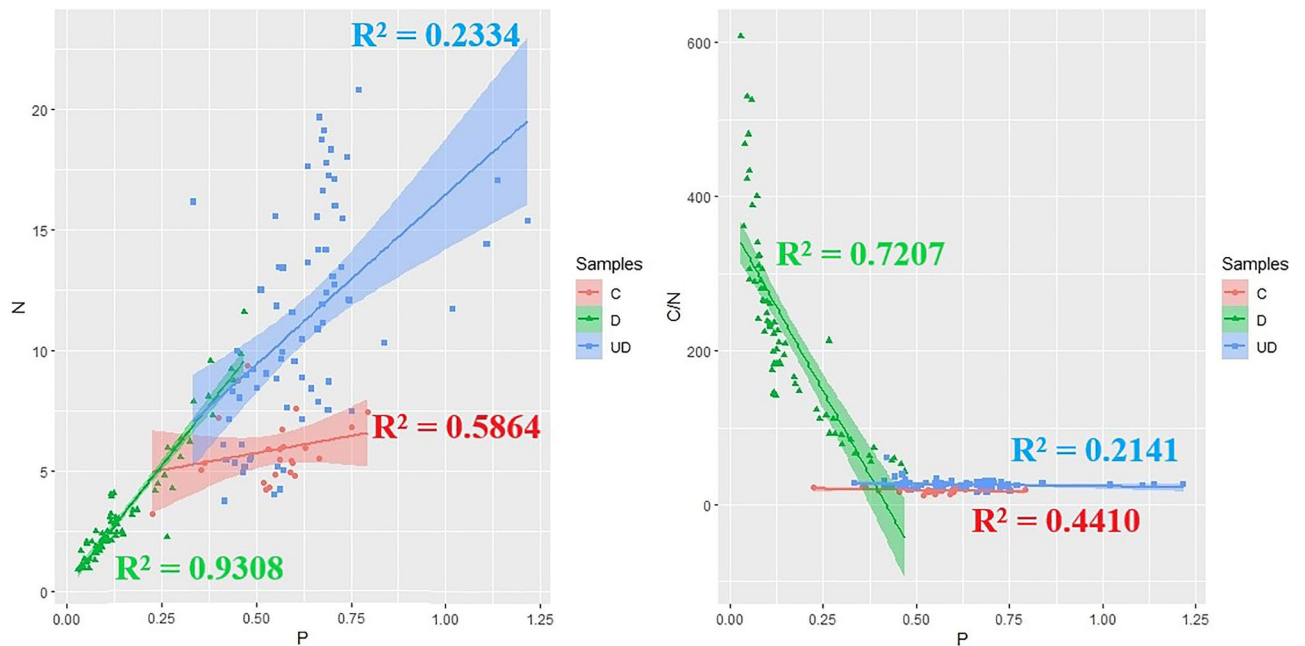 R² = 0.2334
R² = 0.5864
R² = 0.9308
N
20
15
10
5
0
0.00 0.25 0.50 0.75 1.00 1.25
P
Samples
C
D
UD
R² = 0.7207
R² = 0.2141
R² = 0.4410
C/N
600
400
200
0
0.00 0.25 0.50 0.75 1.00 1.25
P
Samples
C
D
UD